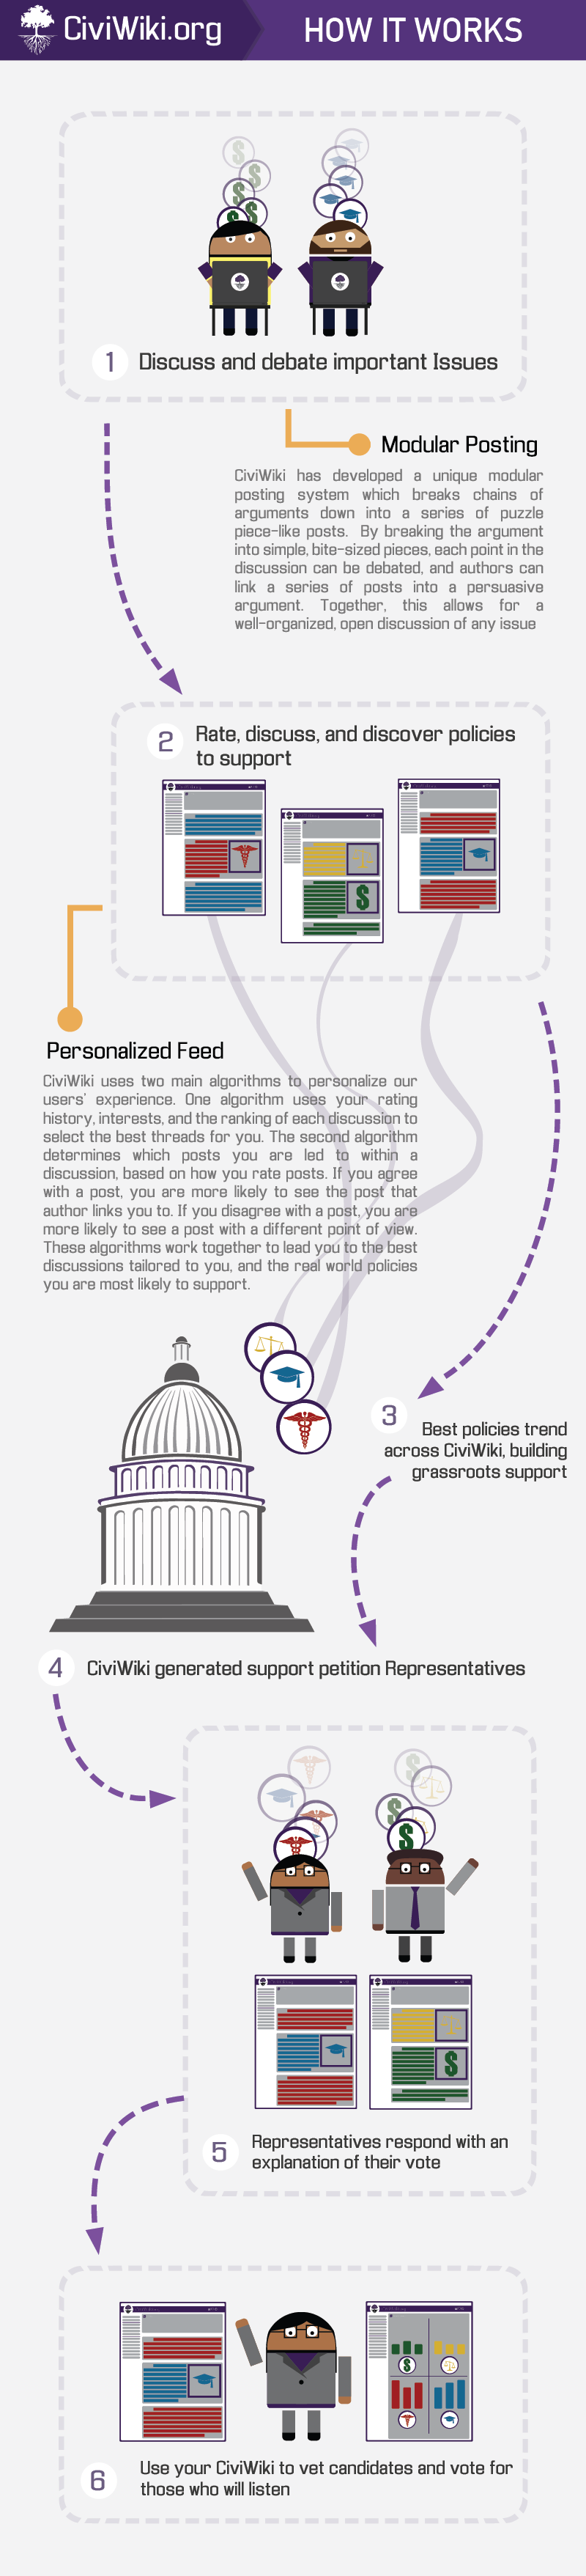 CiviWiki.org
HOW IT WORKS
1 Discuss and debate important Issues
Modular Posting
CiviWiki has developed a unique modular
posting system which breaks chains of
arguments down into a series of puzzle
piece-like posts. By breaking the argument
into simple, bite-sized pieces, each point in the
discussion can be debated, and authors can
link a series of posts into a persuasive
argument. Together, this allows for a
well-organized, open discussion of any issue
2 Rate, discuss, and discover policies
to support
Personalized Feed
CiviWiki uses two main algorithms to personalize our
users' experience. One algorithm uses your rating
history, interests, and the ranking of each discussion to
select the best threads for you. The second algorithm
determines which posts you are led to within a
discussion, based on how you rate posts. If you agree
with a post, you are more likely to see the post that
author links you to. If you disagree with a post, you are
more likely to see a post with a different point of view.
These algorithms work together to lead you to the best
discussions tailored to you, and the real world policies
you are most likely to support.
3
Best policies trend
across CiviWiki, building
grassroots support
4 CiviWiki generated support petition Representatives
5 Representatives respond with an
explanation of their vote
6 Use your CiviWiki to vet candidates and vote for
those who will listen